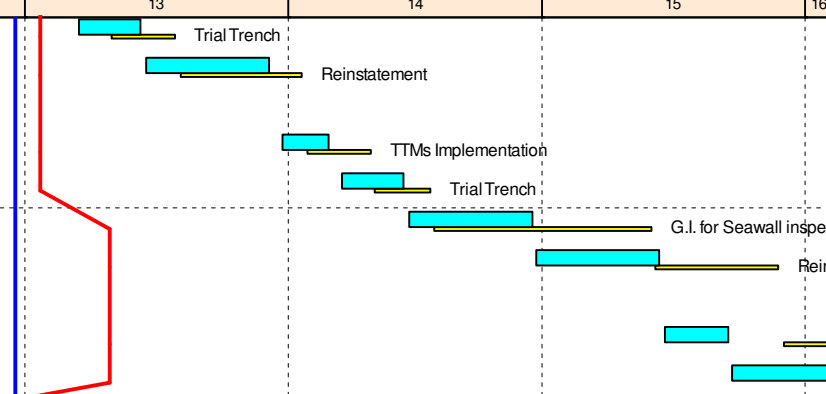 13 14 15 16
Trial Trench
Reinstatement
TTMs Implementation
Trial Trench
G.I. for Seawall inspe
Rei